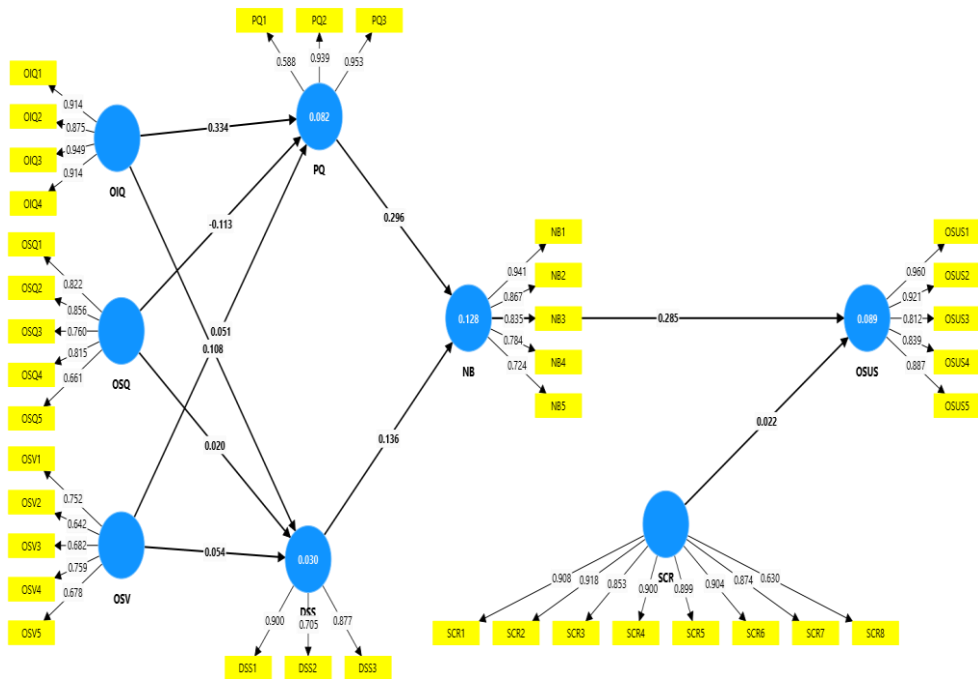 PQ1 PQ2 PQ3
0.588 0.939 0.953
OIQ1
OIQ2
OIQ3
OIQ4
0.914
0.875
0.949
0.914
OIQ
0.334
0.082
PQ
OSQ1
OSQ2
OSQ3
OSQ4
OSQ5
0.822
0.856
0.760
0.815
0.661
OSQ
-0.113
0.051
0.108
0.020
OSV1
OSV2
OSV3
OSV4
OSV5
0.752
0.642
0.682
0.759
0.678
OSV
0.054
0.030
DSS
0.900 0.705 0.877
DSS1 DSS2 DSS3
0.296
0.136
0.128
NB
0.941
0.867
0.835
0.784
0.724
NB1
NB2
NB3
NB4
NB5
0.285
0.089
OSUS
0.960
0.921
0.812
0.839
0.887
OSUS1
OSUS2
OSUS3
OSUS4
OSUS5
0.022
SCR
0.908 0.918 0.853 0.900 0.899 0.904 0.874 0.630
SCR1 SCR2 SCR3 SCR4 SCR5 SCR6 SCR7 SCR8